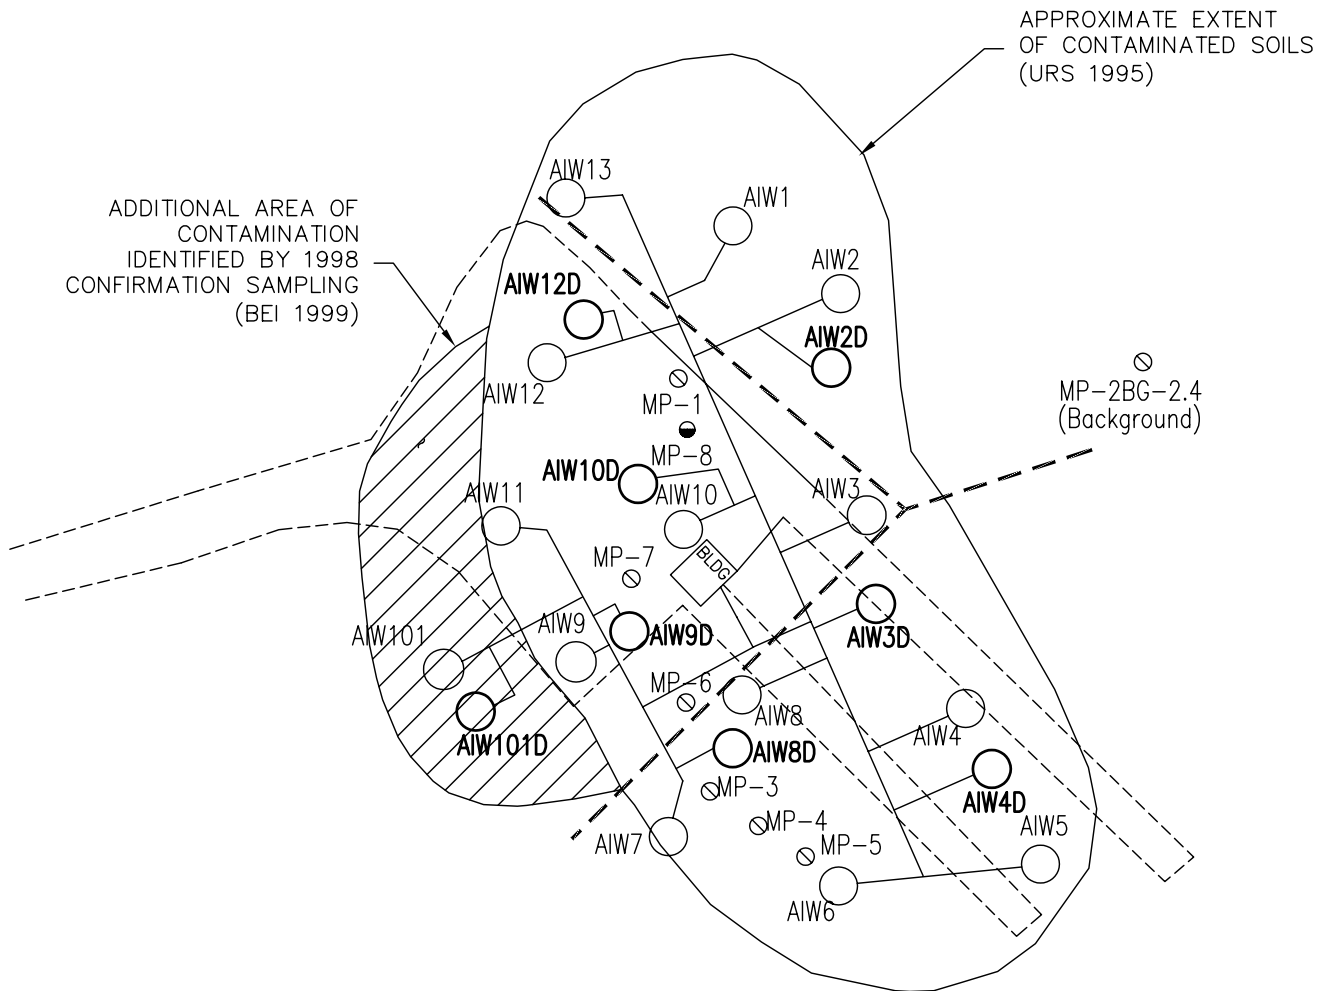 APPROXIMATE EXTENT
OF CONTAMINATED SOILS
(URS 1995)
AIW13
AIW1
ADDITIONAL AREA OF
CONTAMINATION
IDENTIFIED BY 1998
CONFIRMATION SAMPLING
(BEI 1999)
AIW2
AIW12D
AIW2D
AIW12
MP-1
MP-2BG-2.4
(Background)
MP-8
AIW10D
AIW11
AIW10
AIW3
MP-7
BLDG
AIW101
AIW9
AIW9D
AIW3D
MP-6
AIW8
AIW4
AIW101D
AIW8D
MP-3
AIW4D
MP-4
AIW7
MP-5
AIW5
AIW6